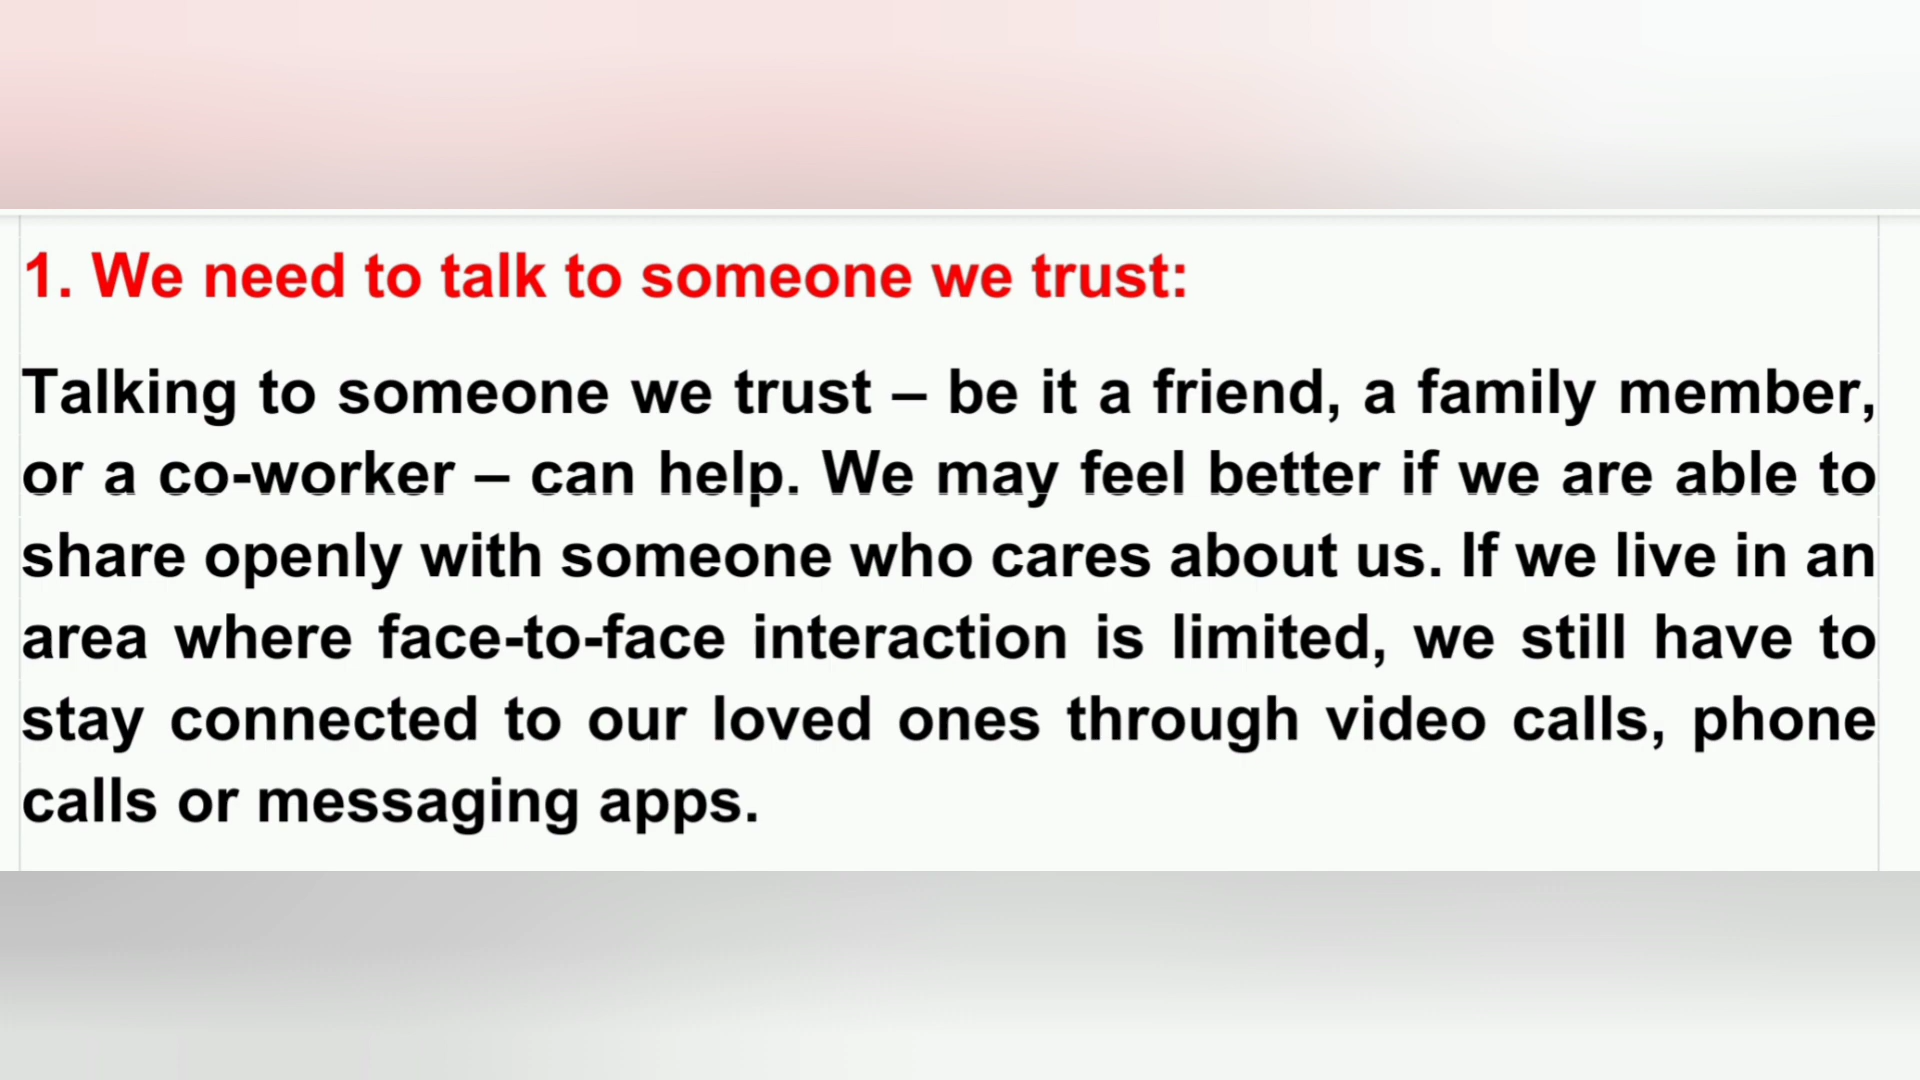 1. We need to talk to someone we trust:
Talking to someone we trust – be it a friend, a family member,
or a co-worker – can help. We may feel better if we are able to
share openly with someone who cares about us. If we live in an
area where face-to-face interaction is limited, we still have to
stay connected to our loved ones through video calls, phone
calls or messaging apps.